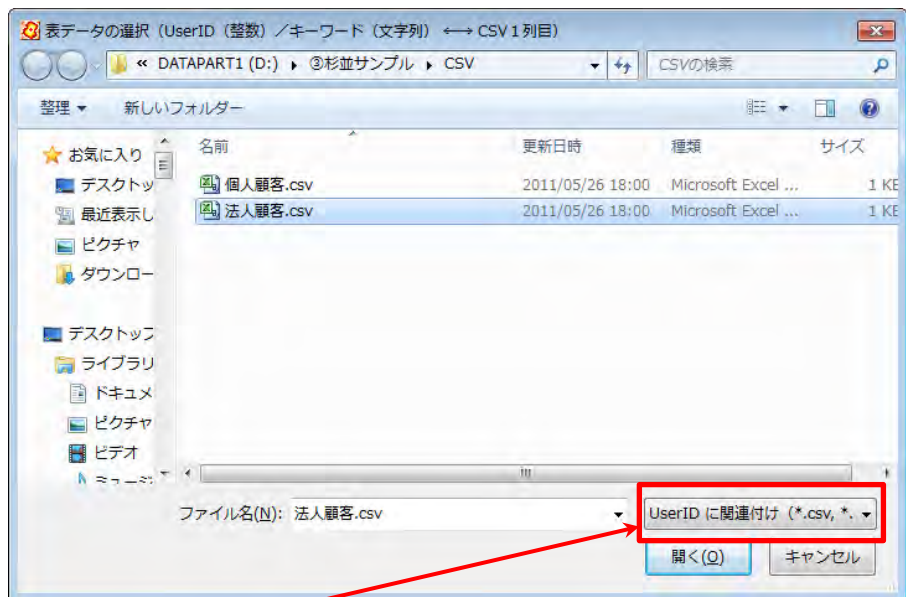 表データの選択（UserID（整数）／キーワード（文字列）⟷ CSV１列目）
« DATAPART1 (D:) ▸ ③杉並サンプル ▸ CSV
CSVの検索
整理 ▼ 新しいフォルダー
名前 更新日時 種類 サイズ
個人顧客.csv 2011/05/26 18:00 Microsoft Excel ... 1 KE
法人顧客.csv 2011/05/26 18:00 Microsoft Excel ... 1 KE
お気に入り
デスクトッ
最近表示し
ピクチャ
ダウンロー
デスクトップ
ライブラリ
ドキュメ
ピクチャ
ビデオ
ファイル名(N): 法人顧客.csv
UserID に関連付け（*.csv, *.
開く(O) キャンセル